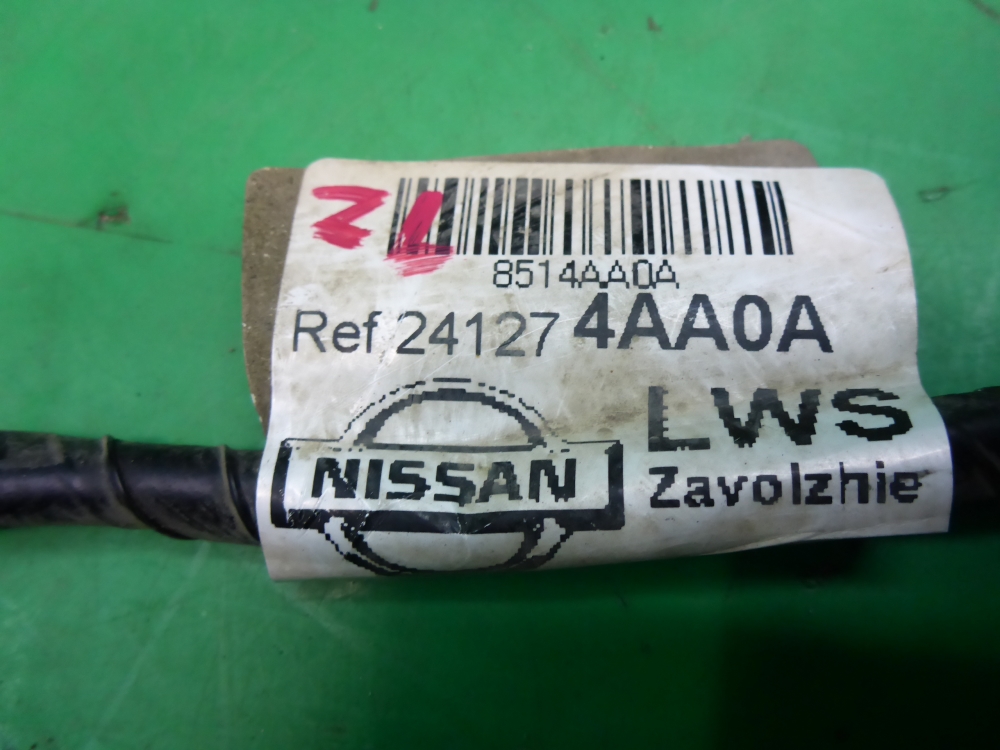 8514AA0A
Ref 24127 4AA0A
NISSAN
LWS
Zavolzhie